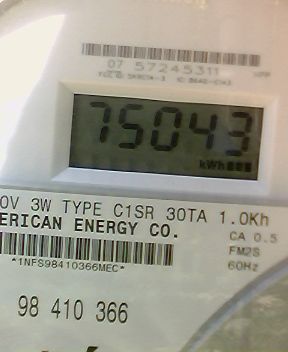 07 57245311
75043
kWh
0V 3W TYPE C1SR 30TA 1.0Kh
ERICAN ENERGY CO.
CA 0.5
FM2S
60Hz
*1NFS98410366MEC*
98 410 366